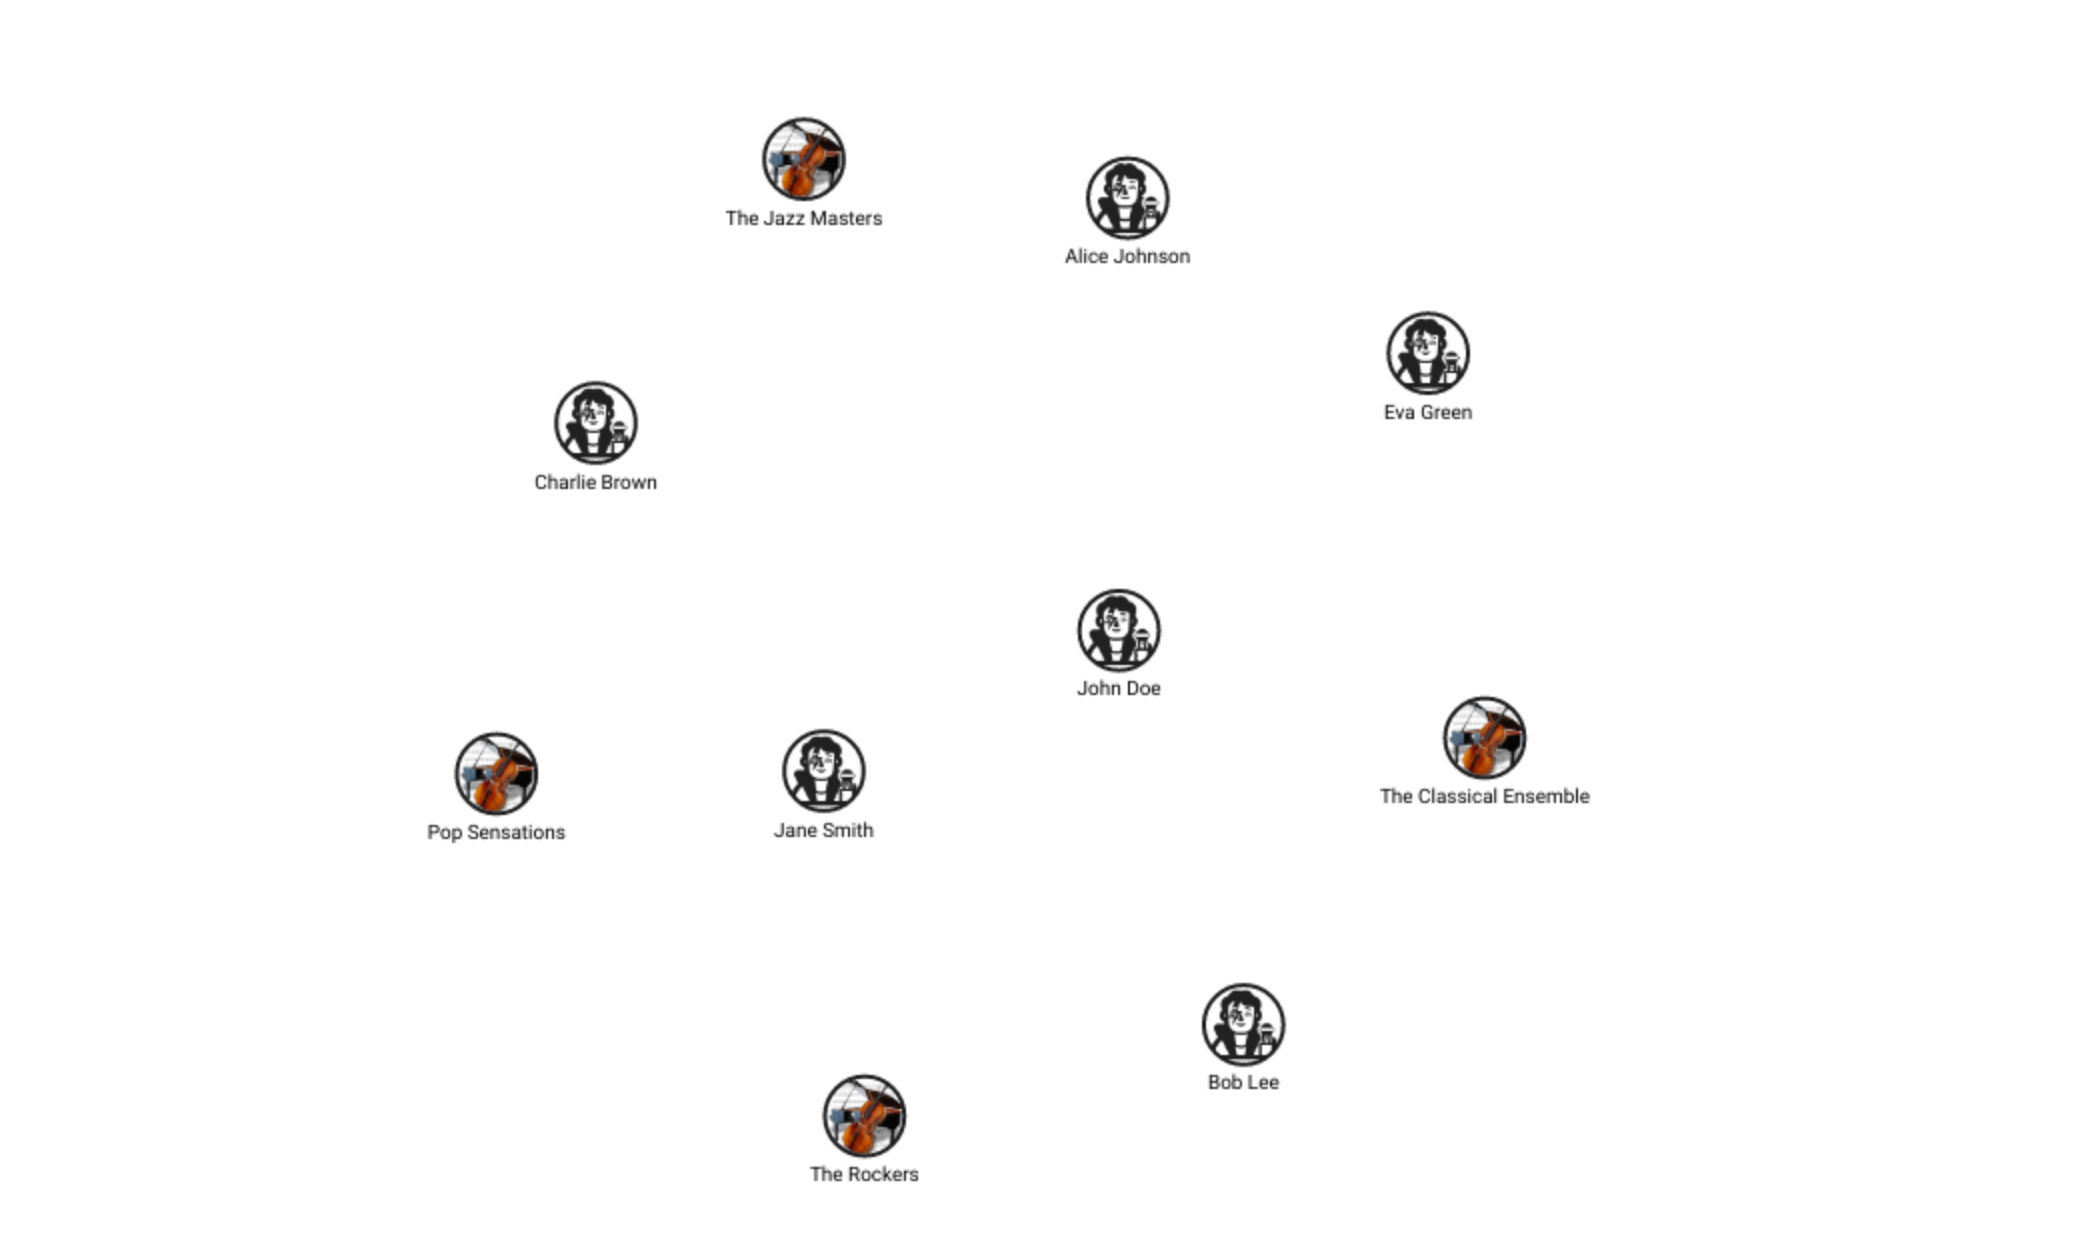 The Jazz Masters
Alice Johnson
Eva Green
Charlie Brown
John Doe
The Classical Ensemble
Pop Sensations
Jane Smith
Bob Lee
The Rockers